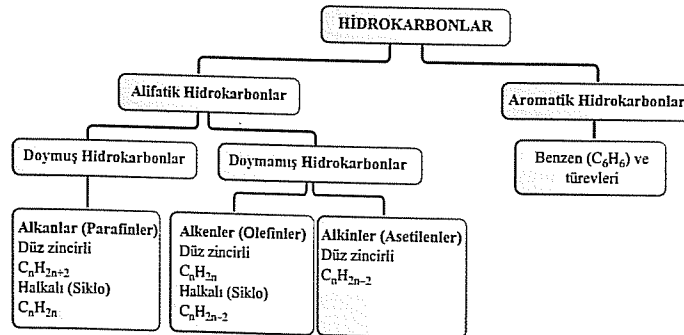 HİDROKARBONLAR
Alifatik Hidrokarbonlar
Aromatik Hidrokarbonlar
Doymuş Hidrokarbonlar
Doymamış Hidrokarbonlar
Benzen (C₆H₆) ve
türevleri
Alkanlar (Parafinler)
Düz zincirli
CₙH₂ₙ₊₂
Halkalı (Siklo)
CₙH₂ₙ
Alkenler (Olefinler)
Düz zincirli
CₙH₂ₙ
Halkalı (Siklo)
CₙH₂ₙ₋₂
Alkinler (Asetilenler)
Düz zincirli
CₙH₂ₙ₋₂